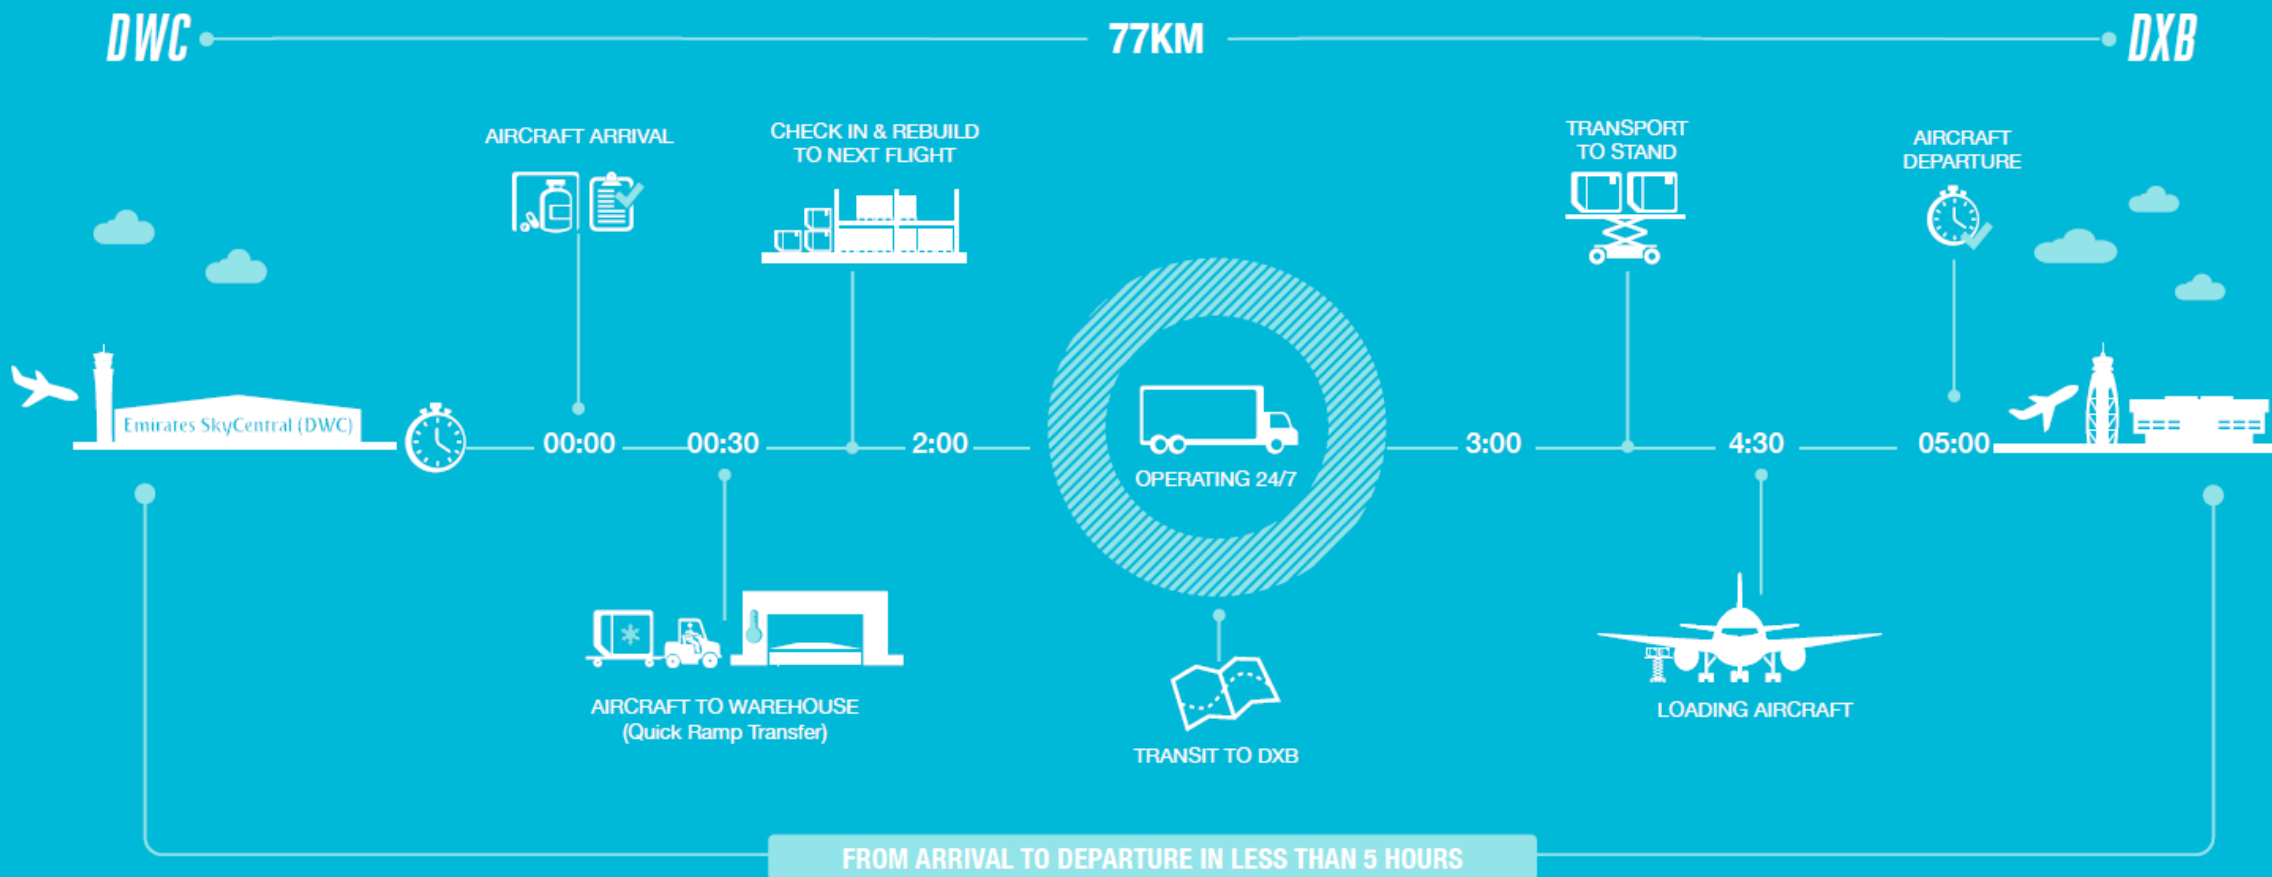 DWC
77KM
DXB
AIRCRAFT ARRIVAL
CHECK IN & REBUILD
TO NEXT FLIGHT
TRANSPORT
TO STAND
AIRCRAFT
DEPARTURE
Emirates SkyCentral (DWC)
00:00
00:30
2:00
OPERATING 24/7
3:00
4:30
05:00
AIRCRAFT TO WAREHOUSE
(Quick Ramp Transfer)
TRANSIT TO DXB
LOADING AIRCRAFT
FROM ARRIVAL TO DEPARTURE IN LESS THAN 5 HOURS